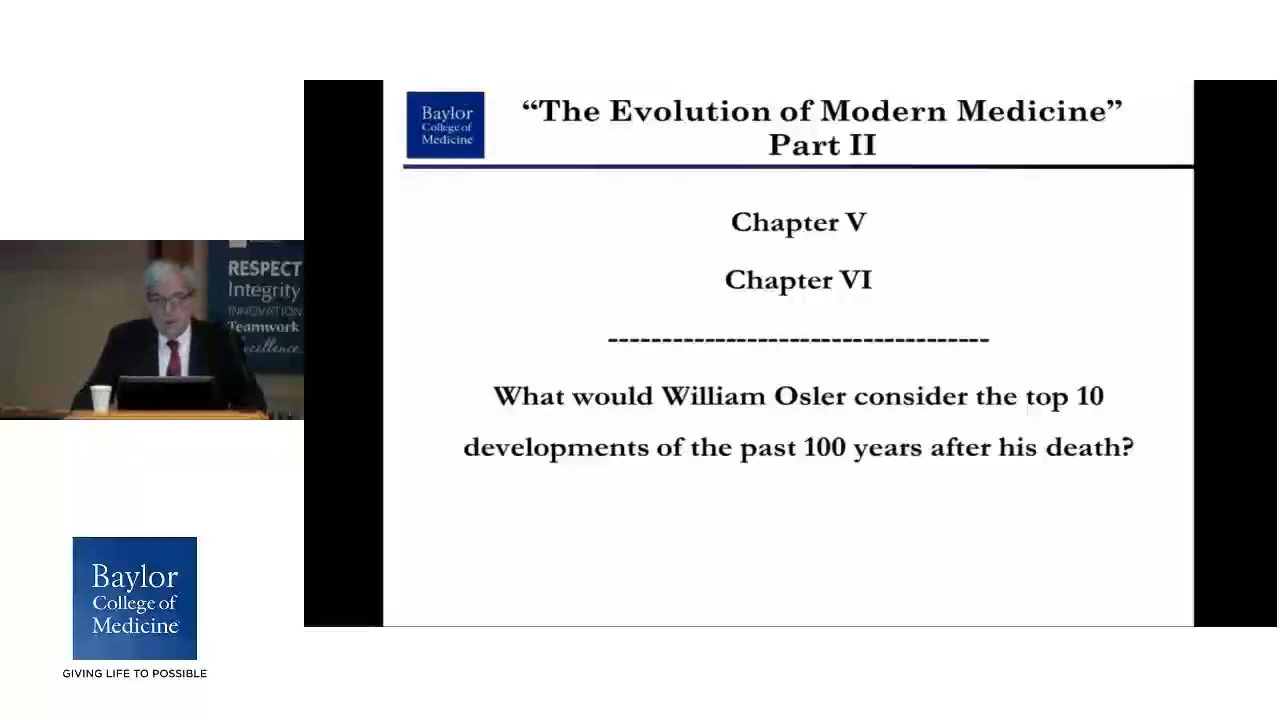 Baylor
College of
Medicine
“The Evolution of Modern Medicine”
Part II
Chapter V
Chapter VI
-----------------------------------
What would William Osler consider the top 10
developments of the past 100 years after his death?
RESPECT
Integrity
INNOVATION
Teamwork
Baylor
College of
Medicine
GIVING LIFE TO POSSIBLE